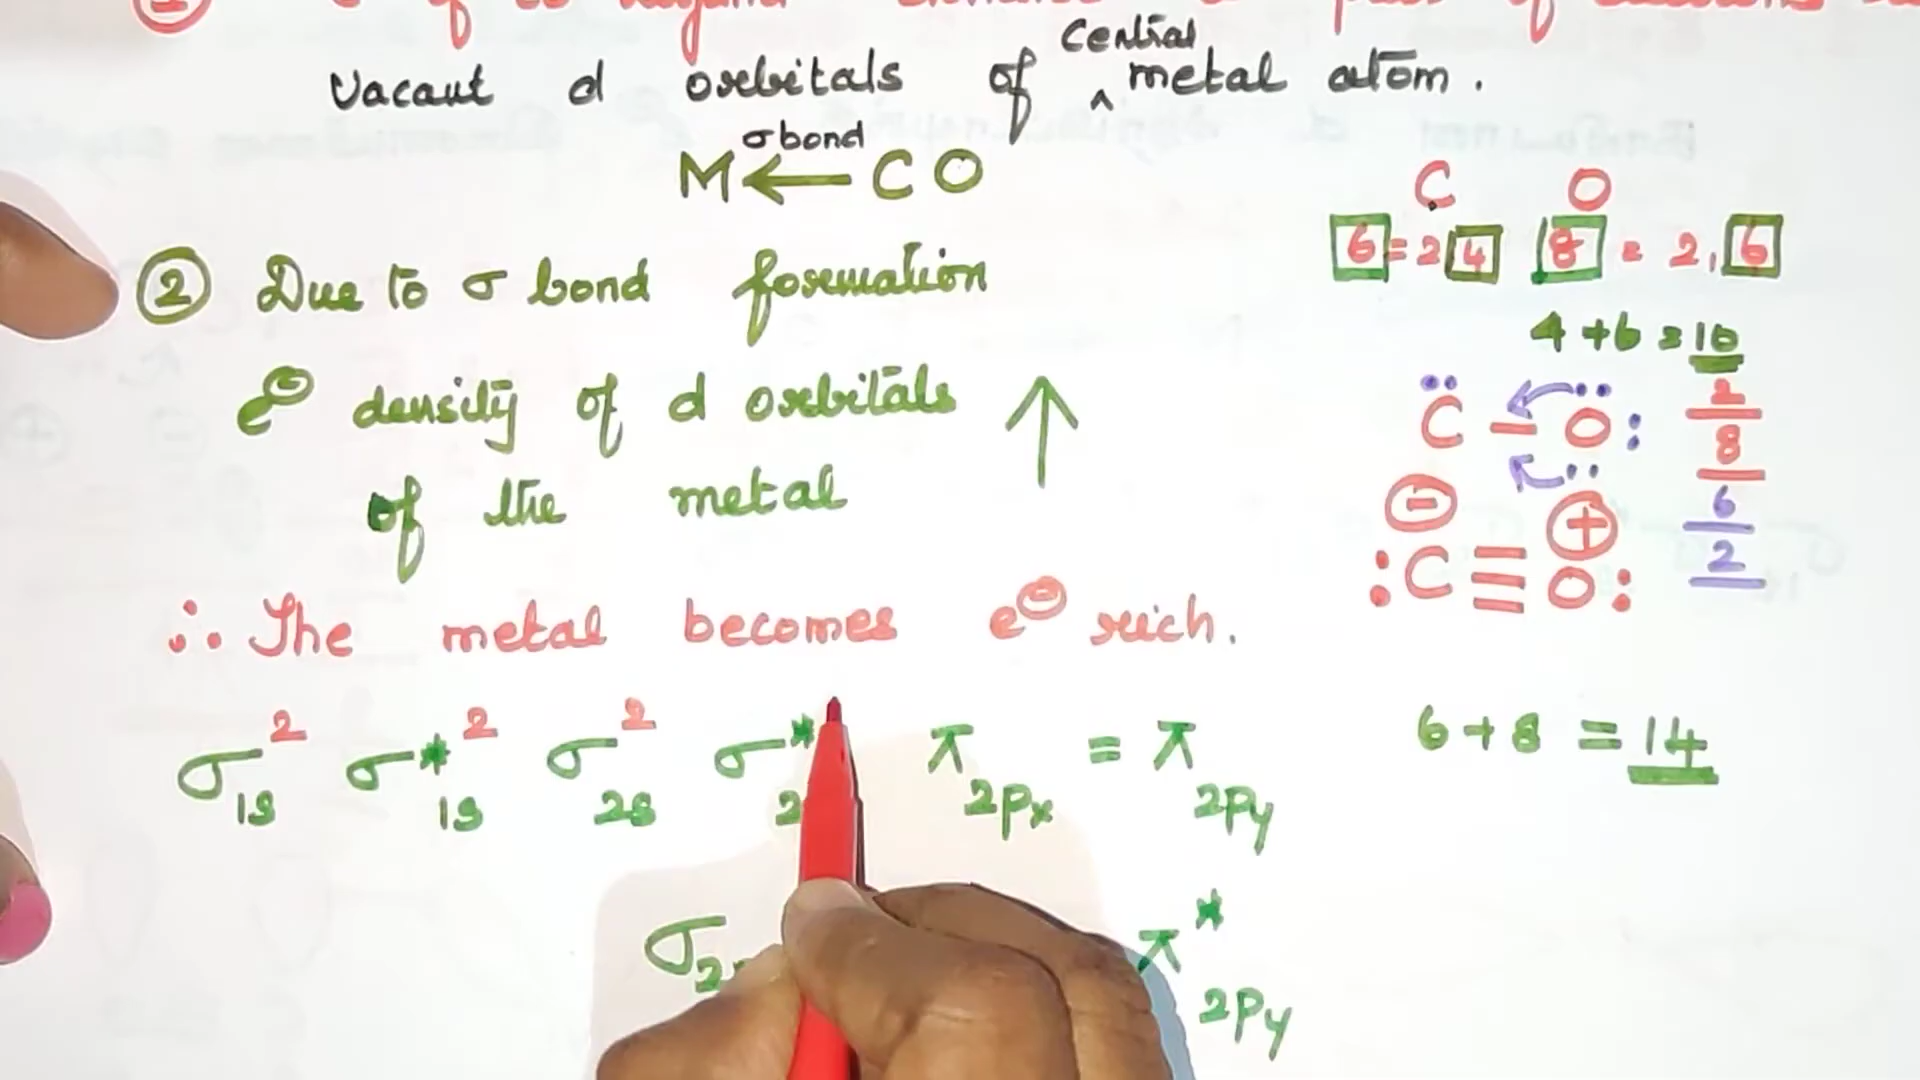 of
Central
Vacant d orbitals of ^ metal atom.
σ bond
M ← CO
② Due to σ bond formation
e⊖ density of d orbitals ↑
of the metal
∴ The metal becomes e⊖ rich.
σ1s² σ*1s² σ2s² σ* π2px = π2py
π*2py
C O
6=2 4 8 = 2, 6
4+6=10
C̈ – Ö: 2
8
⊖ ⊕ 6
:C≡O: 2
6+8 = 14